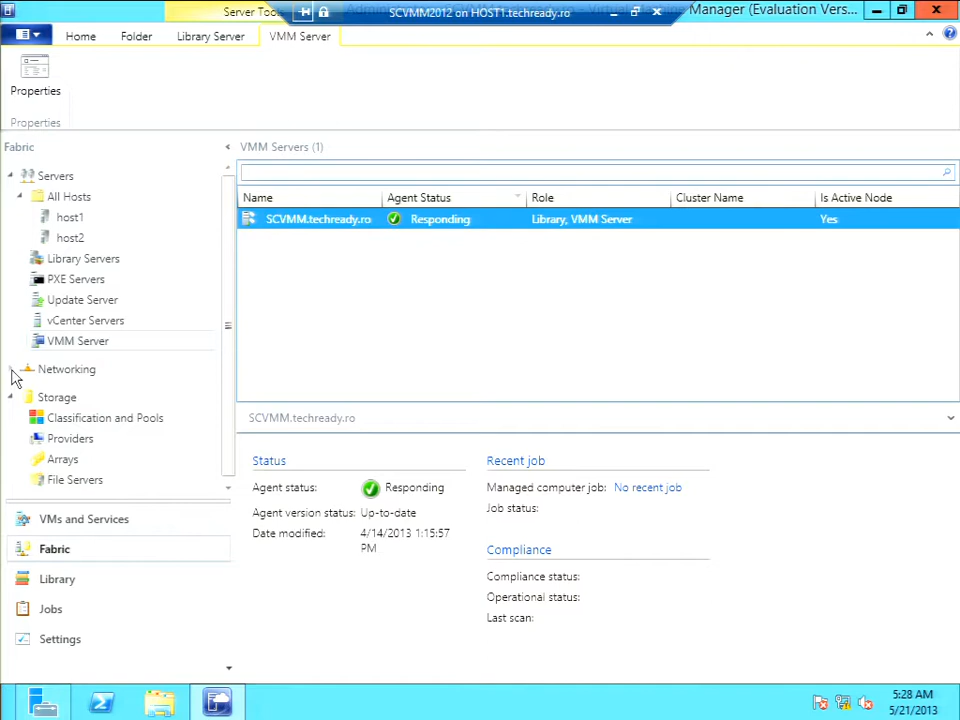 Server Too
SCVMM2012 on HOST1.techready.ro
Manager (Evaluation Vers...
Home
Folder
Library Server
VMM Server
Properties
Properties
Fabric
VMM Servers (1)
Servers
All Hosts
host1
host2
Library Servers
PXE Servers
Update Server
vCenter Servers
VMM Server
Networking
Storage
Classification and Pools
Providers
Arrays
File Servers
Name Agent Status Role Cluster Name Is Active Node
SCVMM.techready.ro Responding Library, VMM Server Yes
SCVMM.techready.ro
Status
Agent status: Responding
Agent version status: Up-to-date
Date modified: 4/14/2013 1:15:57
PM
Recent job
Managed computer job: No recent job
Job status:
Compliance
Compliance status:
Operational status:
Last scan:
VMs and Services
Fabric
Library
Jobs
Settings
5:28 AM
5/21/2013